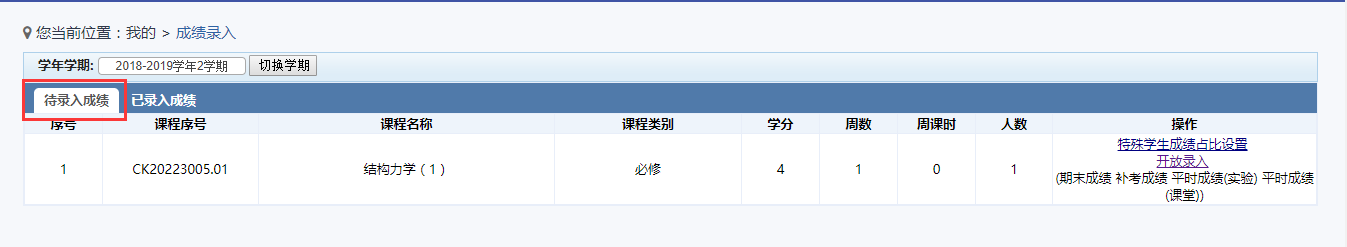 您当前位置：我的 > 成绩录入
学年学期: 2018-2019学年2学期 切换学期
待录入成绩 已录入成绩
序号 课程序号 课程名称 课程类别 学分 周数 周课时 人数 操作
1 CK20223005.01 结构力学（1） 必修 4 1 0 1 特殊学生成绩占比设置
开放录入
(期末成绩 补考成绩 平时成绩(实验) 平时成绩
(课堂))